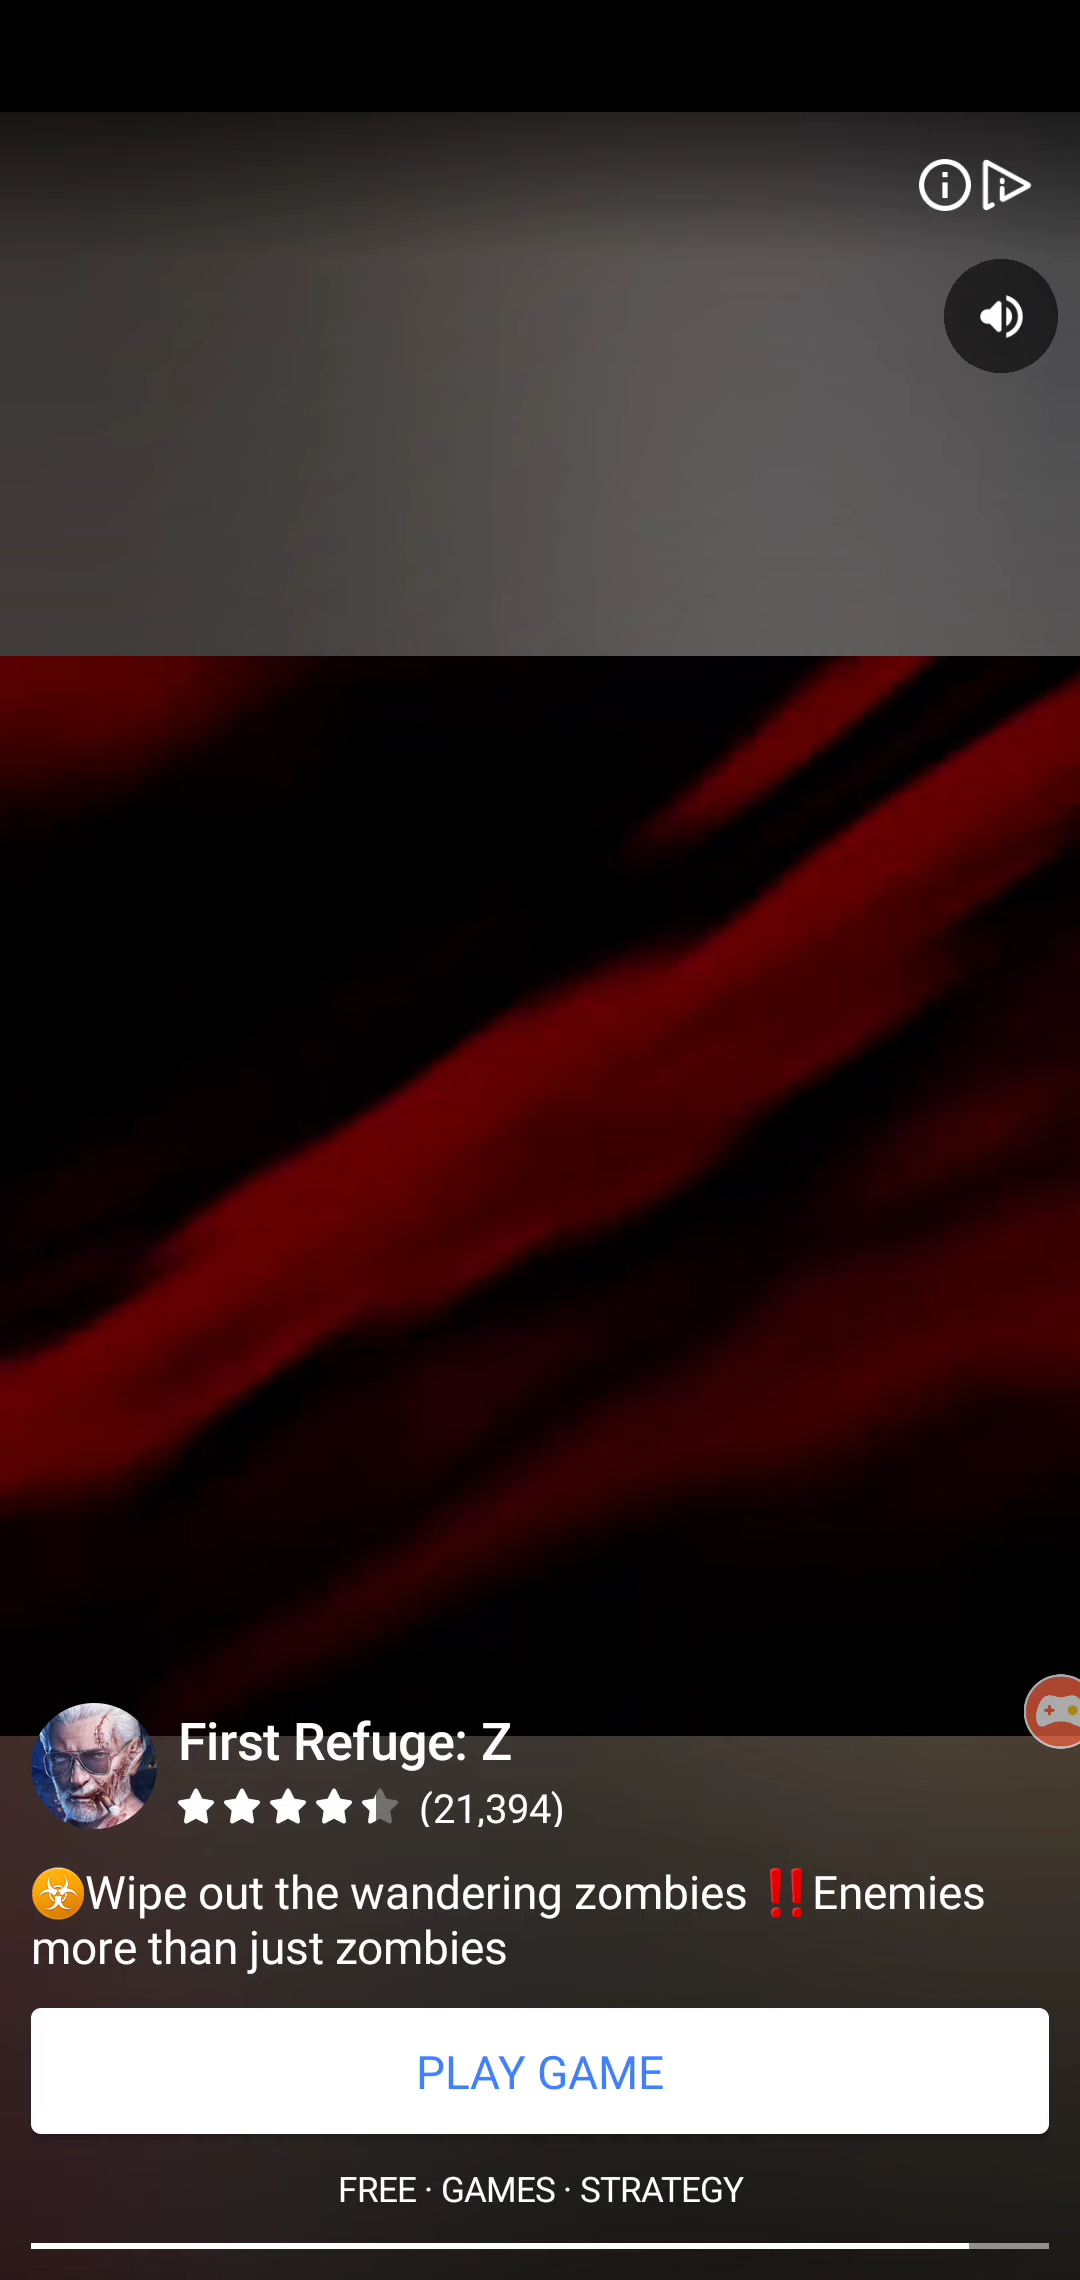 First Refuge: Z
(21,394)
☣️Wipe out the wandering zombies ‼️Enemies
more than just zombies
PLAY GAME
FREE · GAMES · STRATEGY